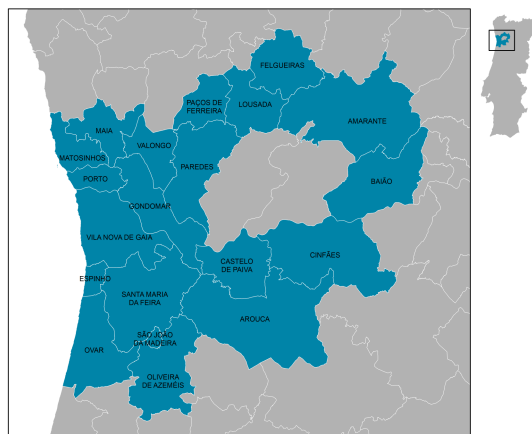 FELGUEIRAS
PAÇOS DE
FERREIRA
LOUSADA
AMARANTE
MAIA
VALONGO
MATOSINHOS
PAREDES
PORTO
BAIÃO
GONDOMAR
VILA NOVA DE GAIA
CASTELO
DE PAIVA
CINFÃES
ESPINHO
SANTA MARIA
DA FEIRA
AROUCA
SÃO JOÃO
DA MADEIRA
OVAR
OLIVEIRA
DE AZEMÉIS